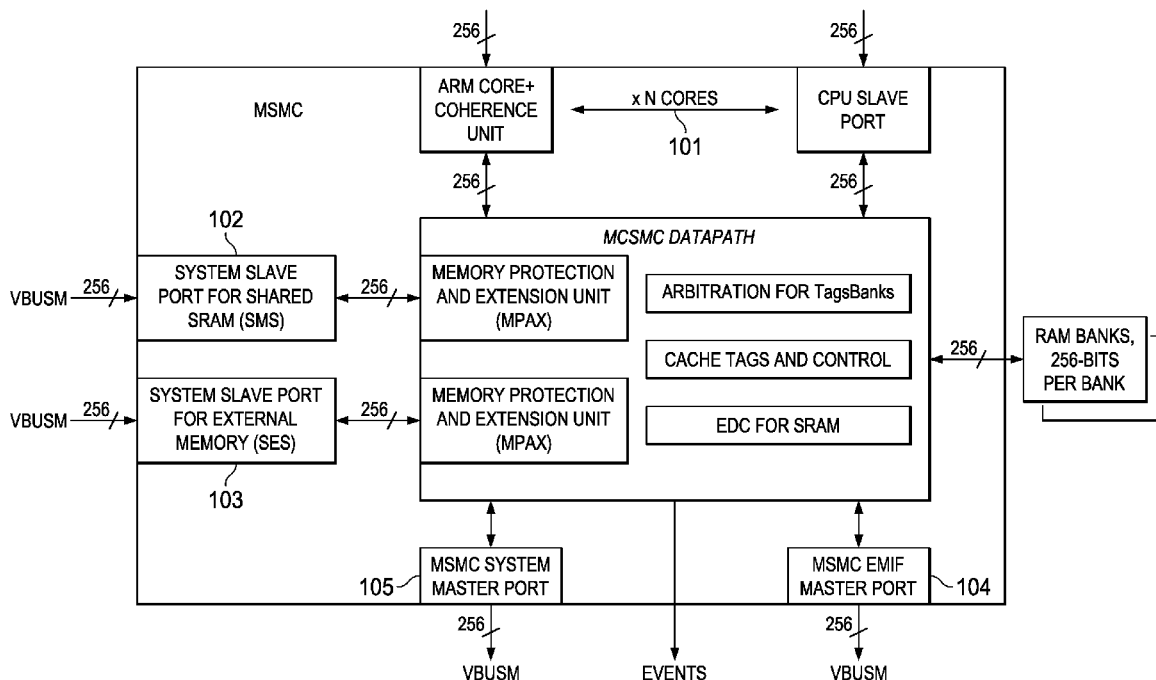 256
256
MSMC
ARM CORE+
COHERENCE
UNIT
x N CORES
101
CPU SLAVE
PORT
256
256
MCSMC DATAPATH
102
VBUSM
256
SYSTEM SLAVE
PORT FOR SHARED
SRAM (SMS)
256
MEMORY PROTECTION
AND EXTENSION UNIT
(MPAX)
ARBITRATION FOR TagsBanks
CACHE TAGS AND CONTROL
EDC FOR SRAM
256
RAM BANKS,
256-BITS
PER BANK
VBUSM
256
SYSTEM SLAVE PORT
FOR EXTERNAL
MEMORY (SES)
103
256
MEMORY PROTECTION
AND EXTENSION UNIT
(MPAX)
105
MSMC SYSTEM
MASTER PORT
MSMC EMIF
MASTER PORT
104
256
256
VBUSM
EVENTS
VBUSM